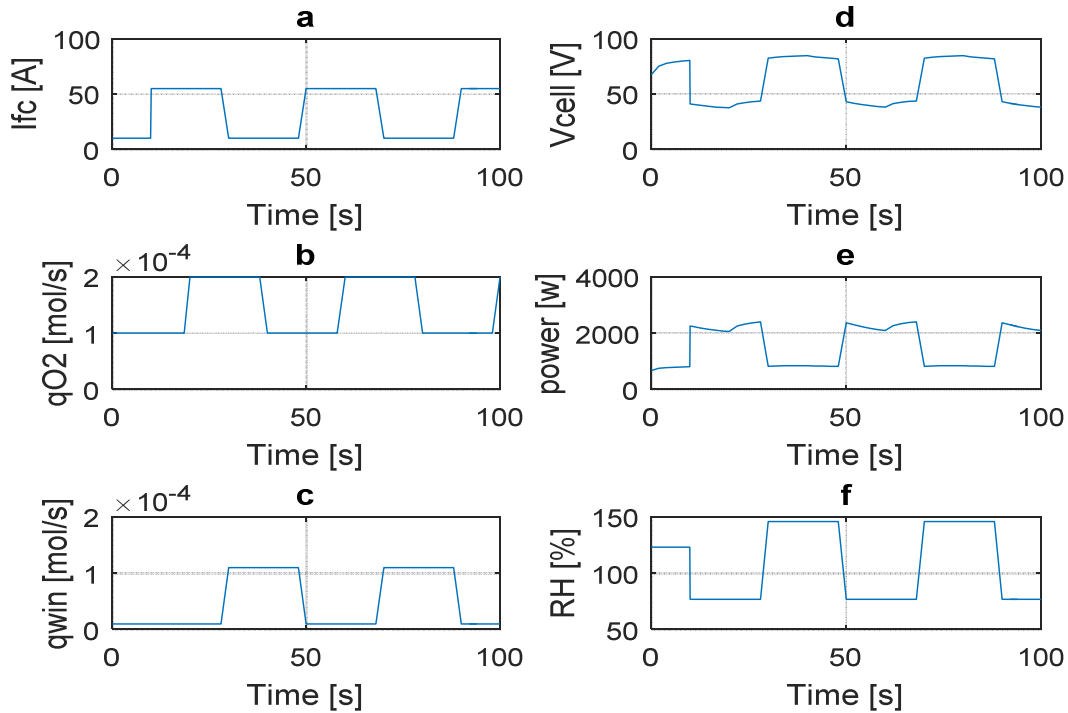 a
Ifc [A]
100
50
0
0 50 100
Time [s]
b
× 10-4
qO2 [mol/s]
2
1
0
0 50 100
Time [s]
c
× 10-4
qwin [mol/s]
2
1
0
0 50 100
Time [s]
d
Vcell [V]
100
50
0
0 50 100
Time [s]
e
power [w]
4000
2000
0
0 50 100
Time [s]
f
RH [%]
150
100
50
0 50 100
Time [s]